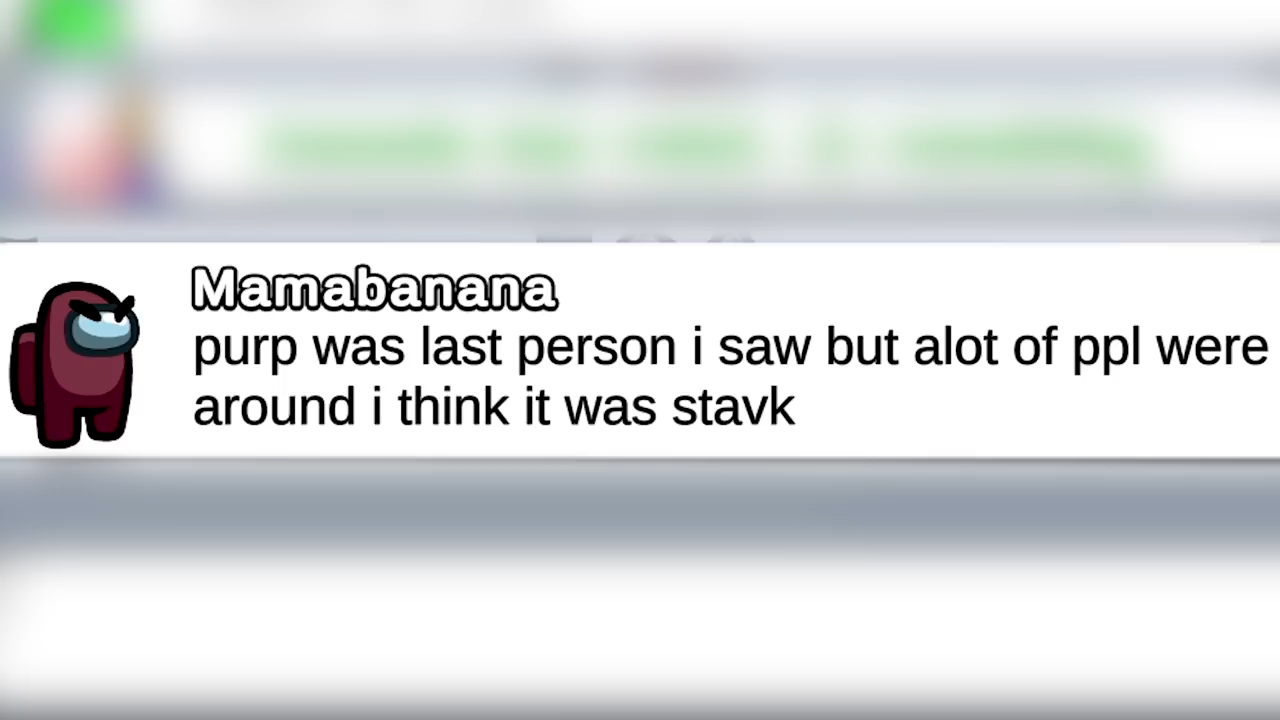 Mamabanana
purp was last person i saw but alot of ppl were
around i think it was stavk